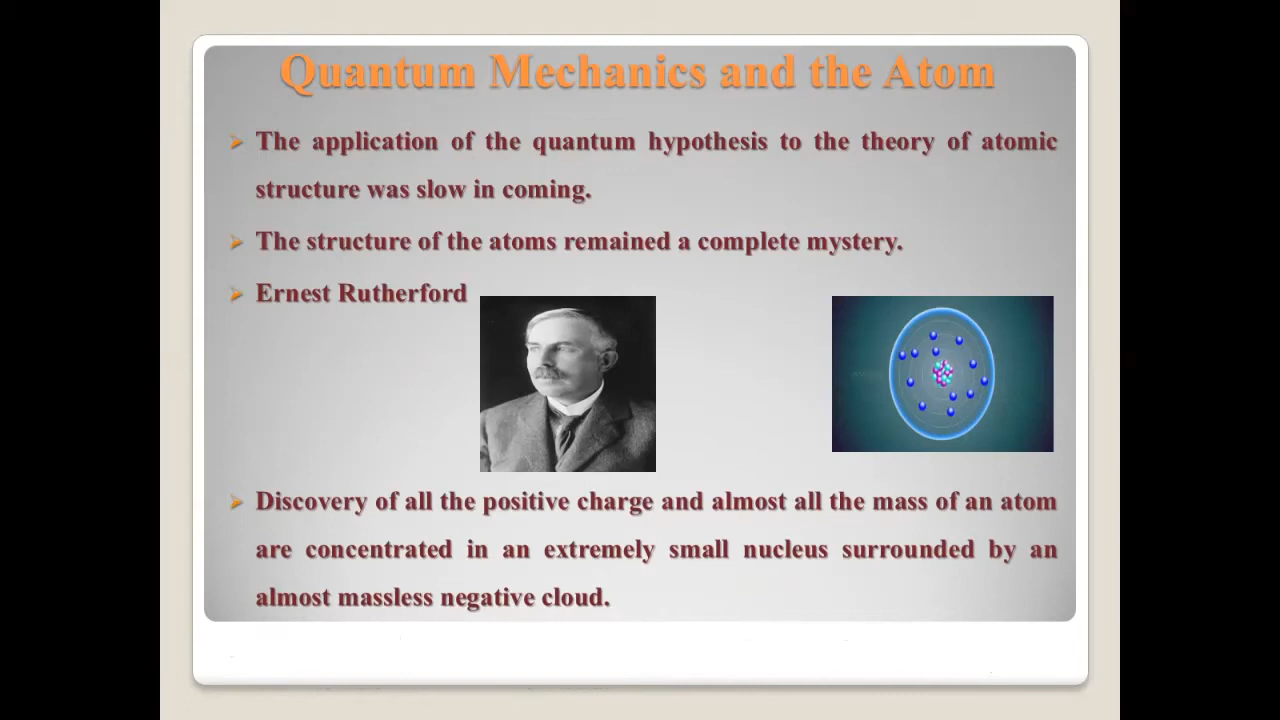 Quantum Mechanics and the Atom
The application of the quantum hypothesis to the theory of atomic
structure was slow in coming.
The structure of the atoms remained a complete mystery.
Ernest Rutherford
Discovery of all the positive charge and almost all the mass of an atom
are concentrated in an extremely small nucleus surrounded by an
almost massless negative cloud.